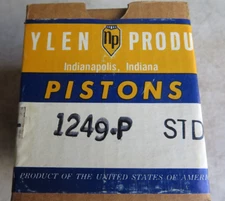 YLEN PRODU
np
Indianapolis, Indiana
PISTONS
1249-P STD
PRODUCT OF THE UNITED STATES OF AMER